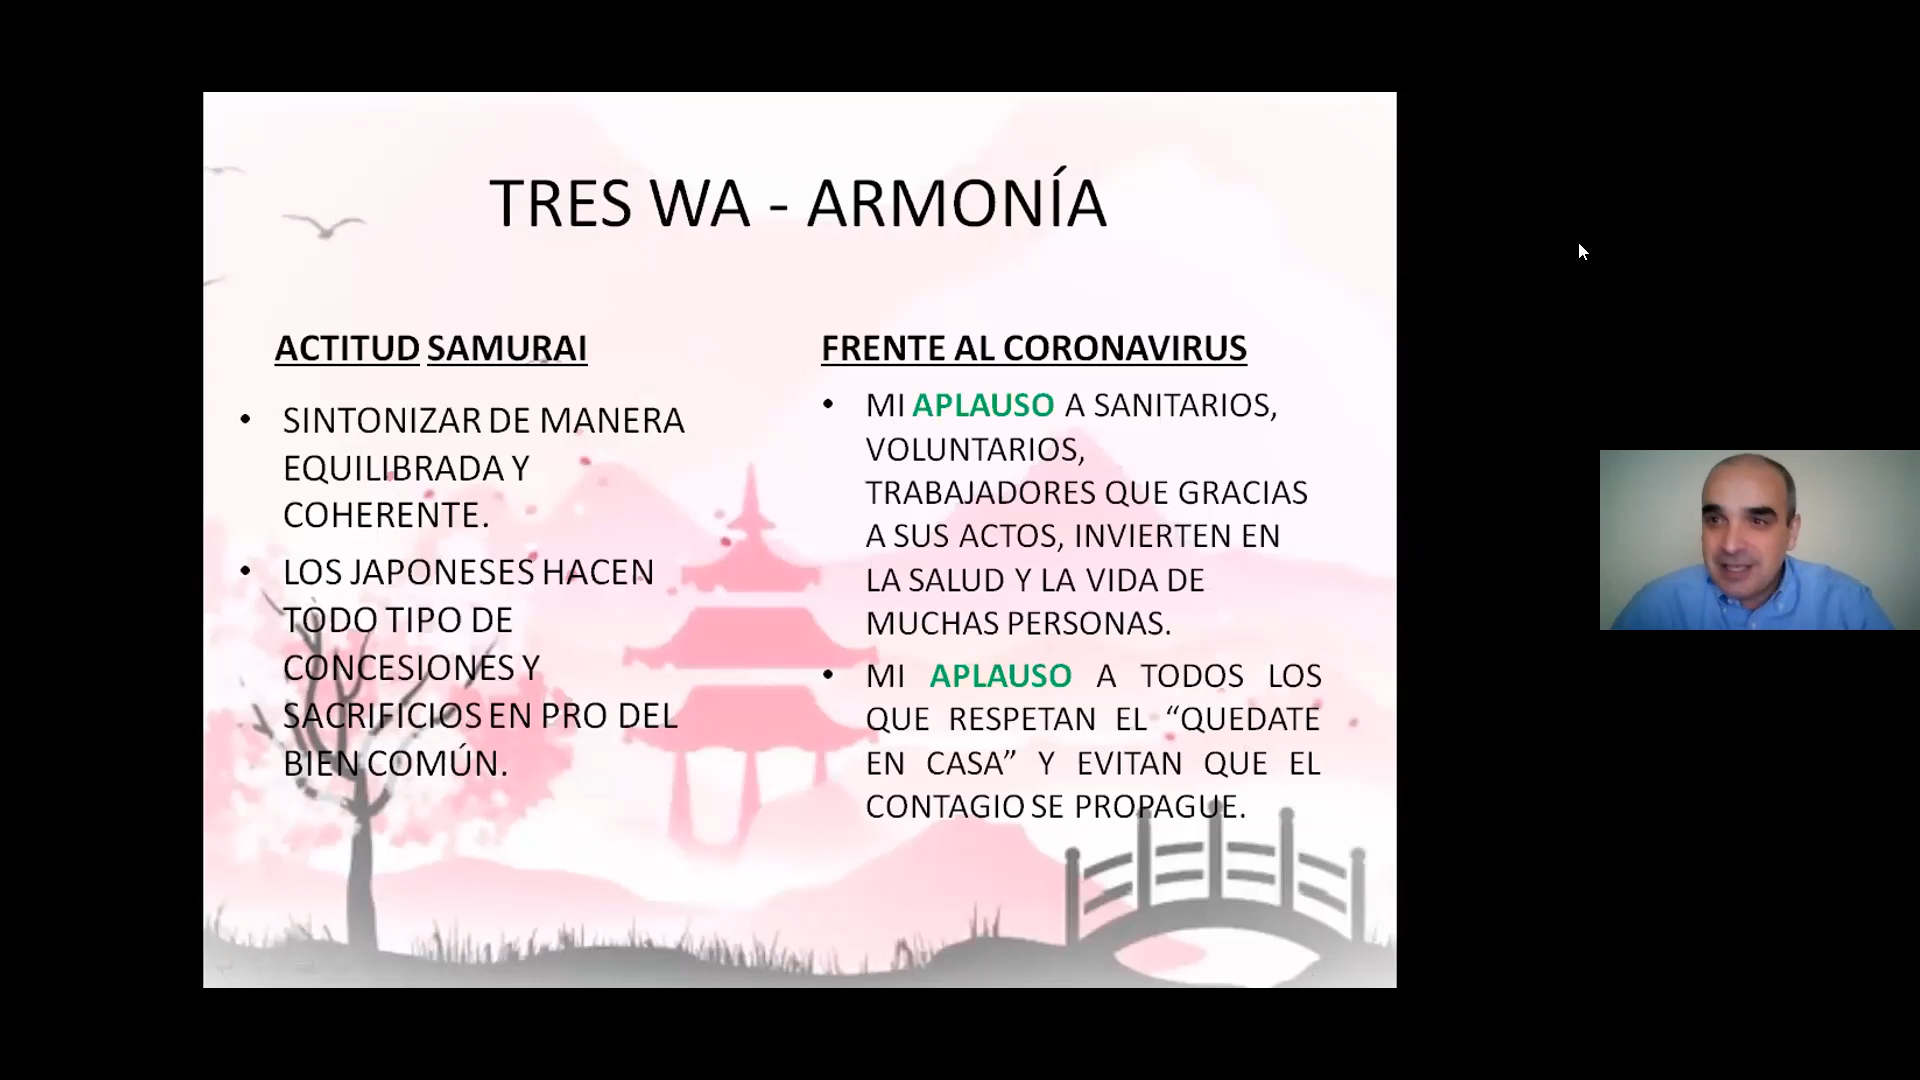 TRES WA - ARMONÍA
ACTITUD SAMURAI
• SINTONIZAR DE MANERA
EQUILIBRADA Y
COHERENTE.
• LOS JAPONESES HACEN
TODO TIPO DE
CONCESIONES Y
SACRIFICIOS EN PRO DEL
BIEN COMÚN.
FRENTE AL CORONAVIRUS
• MI APLAUSO A SANITARIOS,
VOLUNTARIOS,
TRABAJADORES QUE GRACIAS
A SUS ACTOS, INVIERTEN EN
LA SALUD Y LA VIDA DE
MUCHAS PERSONAS.
• MI APLAUSO A TODOS LOS
QUE RESPETAN EL “QUEDATE
EN CASA” Y EVITAN QUE EL
CONTAGIO SE PROPAGUE.